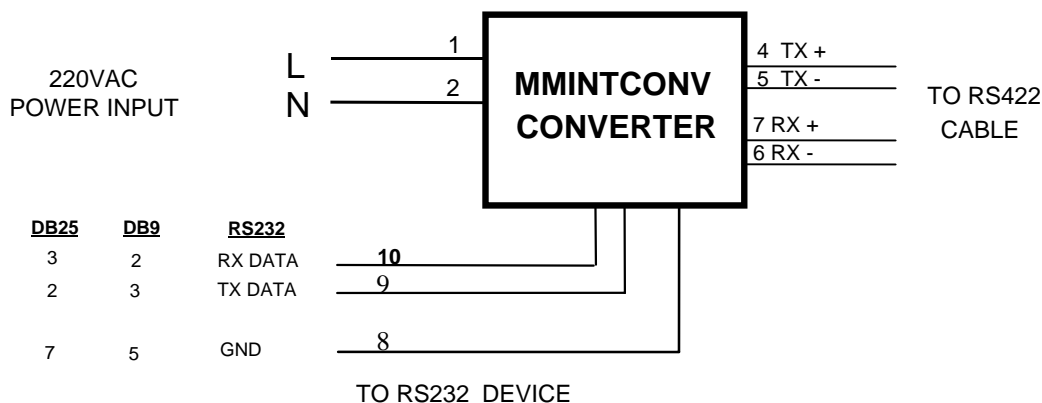 220VAC
POWER INPUT
L
N
1
2
MMINTCONV
CONVERTER
4 TX +
5 TX -
7 RX +
6 RX -
TO RS422
CABLE
DB25 DB9 RS232
3 2 RX DATA 10
2 3 TX DATA 9
7 5 GND 8
TO RS232 DEVICE